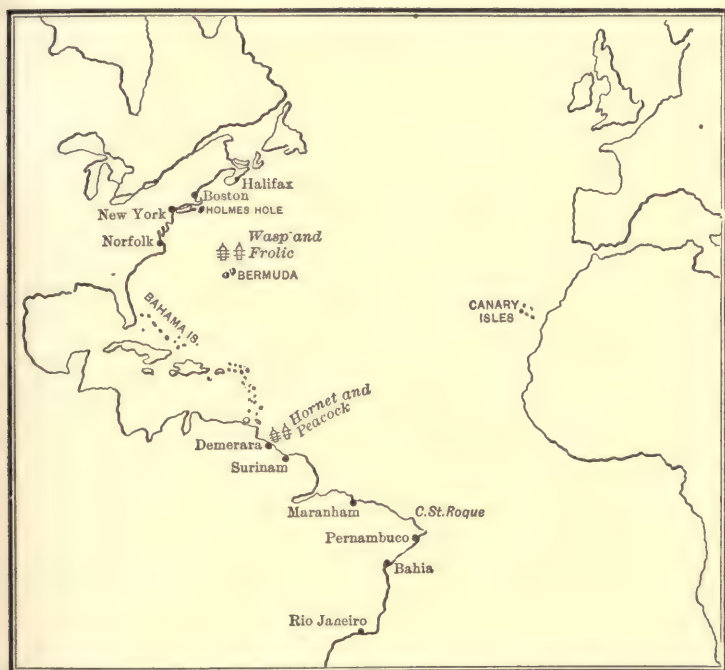 Halifax
Boston
New York
HOLMES HOLE
Norfolk
Wasp and
Frolic
BERMUDA
BAHAMA IS.
CANARY
ISLES
Hornet and
Peacock
Demerara
Surinam
Maranham
C.St.Roque
Pernambuco
Bahia
Rio Janeiro